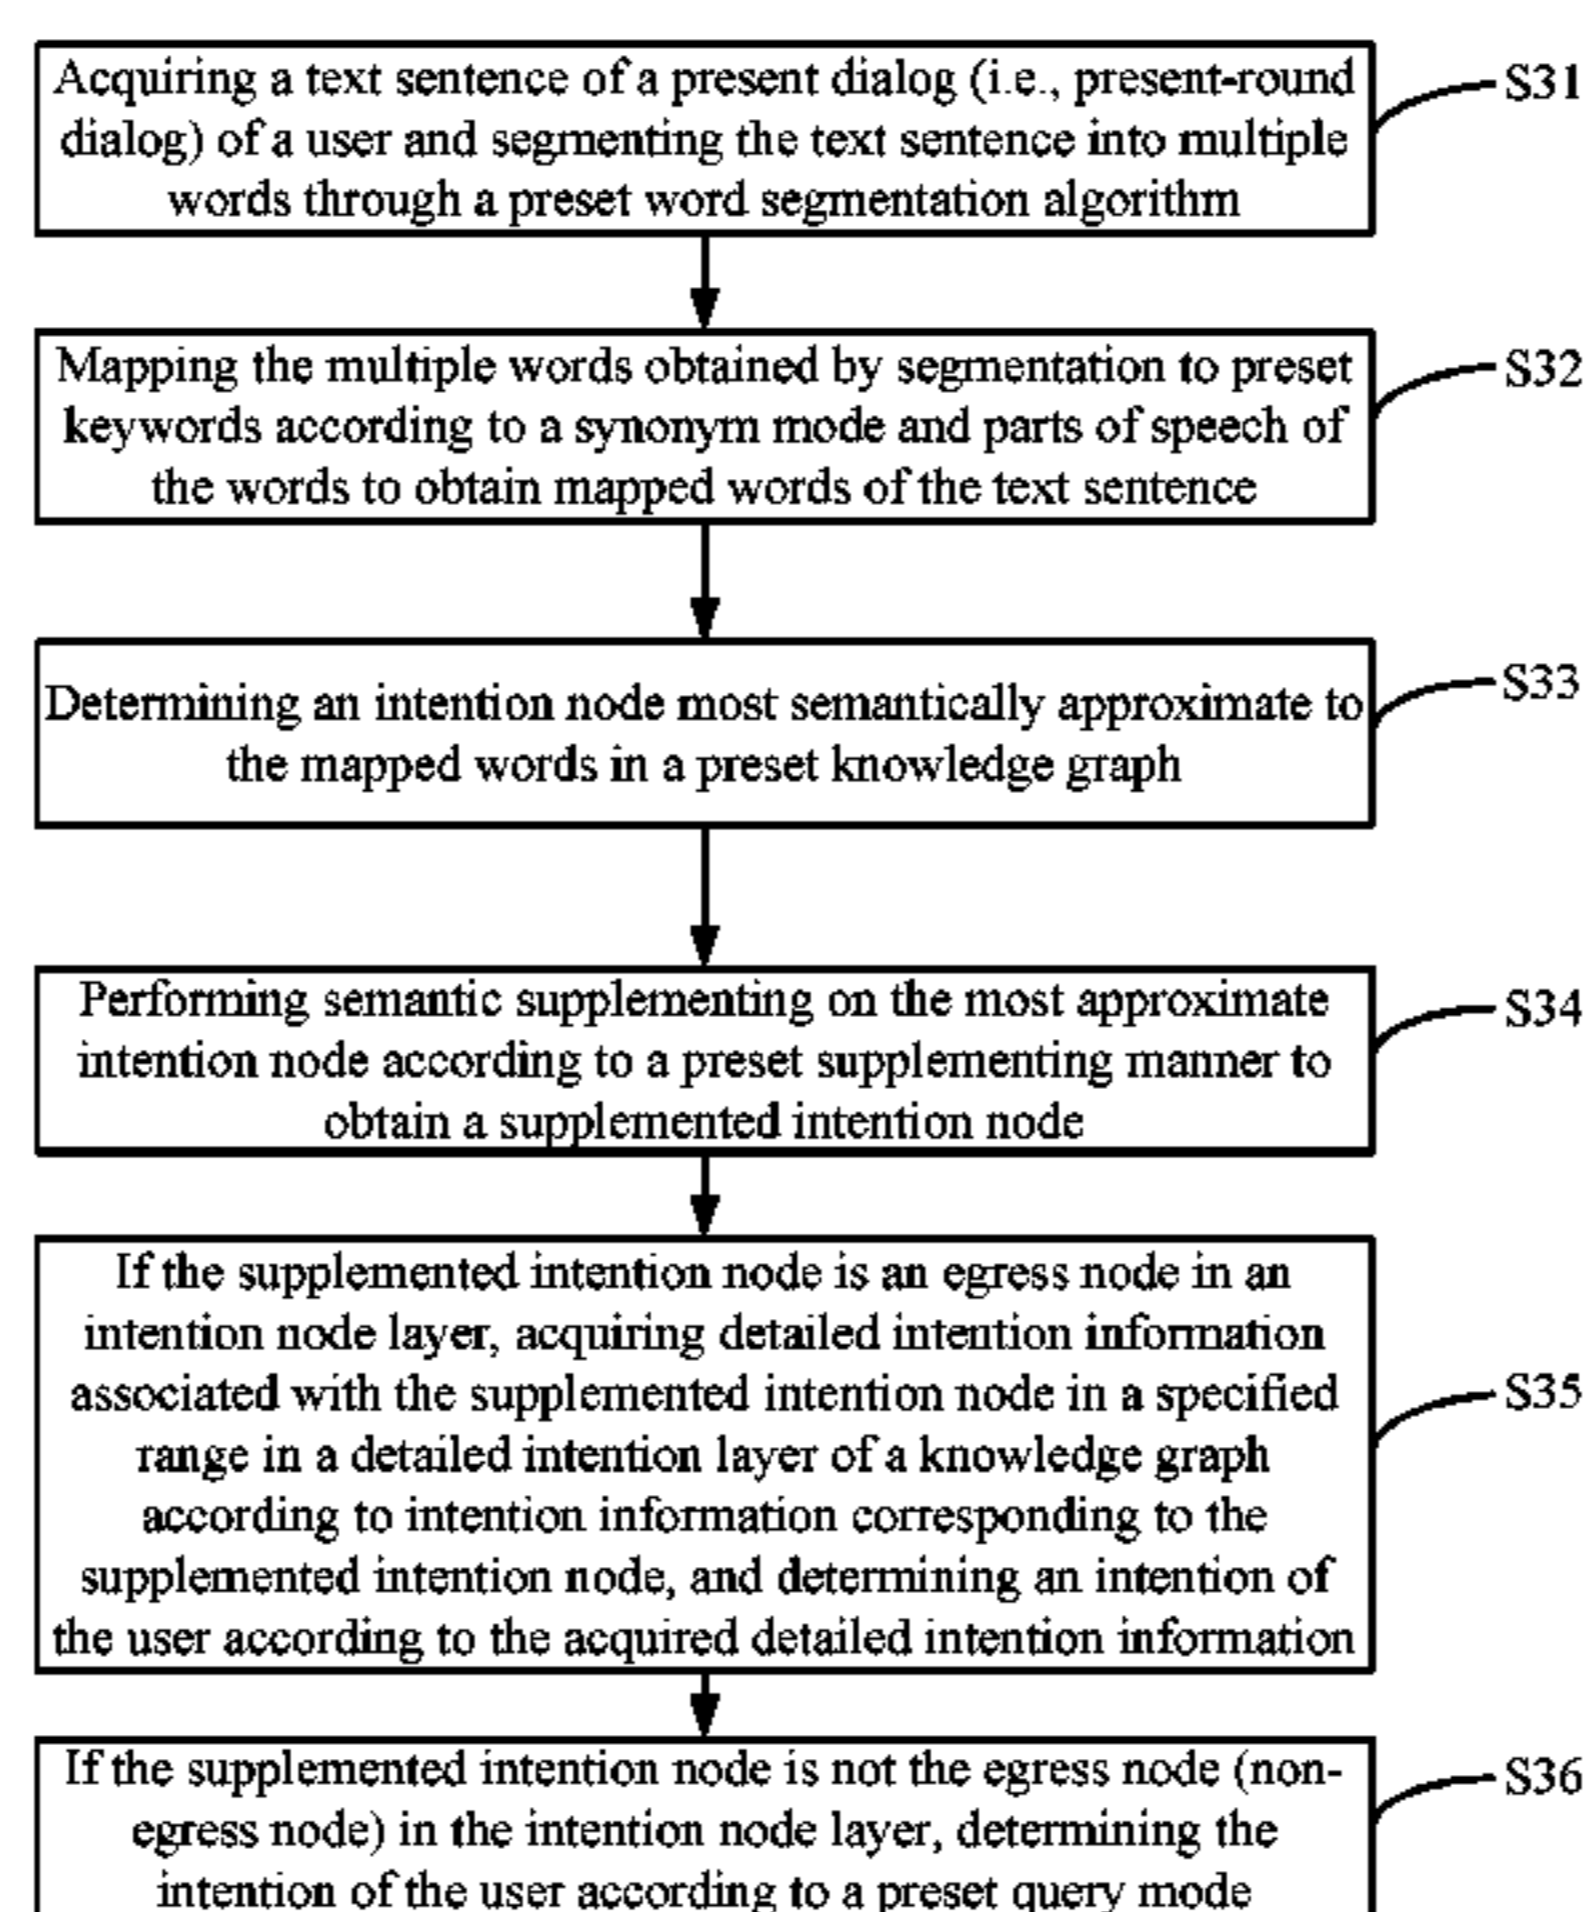 Acquiring a text sentence of a present dialog (i.e., present-round
dialog) of a user and segmenting the text sentence into multiple
words through a preset word segmentation algorithm
S31
Mapping the multiple words obtained by segmentation to preset
keywords according to a synonym mode and parts of speech of
the words to obtain mapped words of the text sentence
S32
Determining an intention node most semantically approximate to
the mapped words in a preset knowledge graph
S33
Performing semantic supplementing on the most approximate
intention node according to a preset supplementing manner to
obtain a supplemented intention node
S34
If the supplemented intention node is an egress node in an
intention node layer, acquiring detailed intention information
associated with the supplemented intention node in a specified
range in a detailed intention layer of a knowledge graph
according to intention information corresponding to the
supplemented intention node, and determining an intention of
the user according to the acquired detailed intention information
S35
If the supplemented intention node is not the egress node (non-
egress node) in the intention node layer, determining the
intention of the user according to a preset query mode
S36